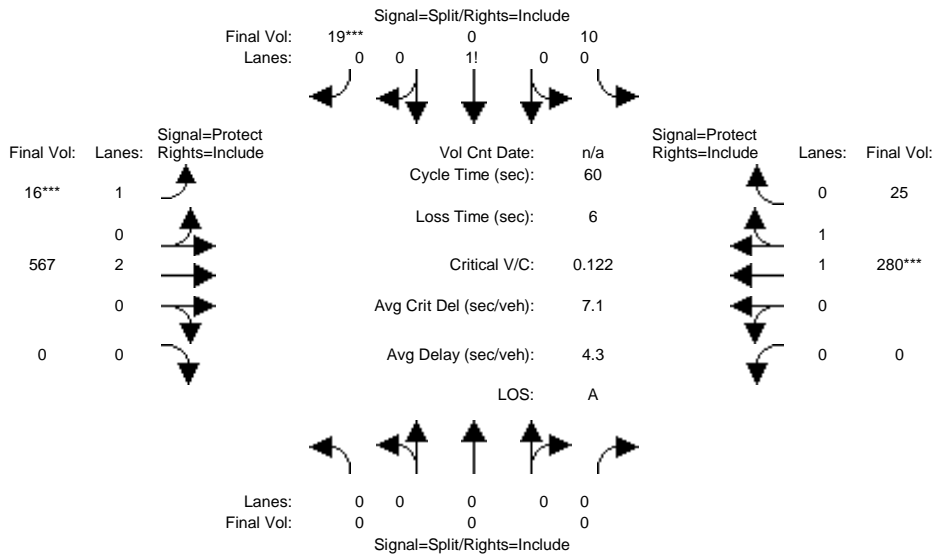 Signal=Split/Rights=Include
Final Vol: 19*** 0 10
Lanes: 0 0 1! 0 0
Signal=Protect Signal=Protect
Final Vol: Lanes: Rights=Include Vol Cnt Date: n/a Rights=Include Lanes: Final Vol:
Cycle Time (sec): 60
16*** 1 0 25
Loss Time (sec): 6
0 1
567 2 Critical V/C: 0.122 1 280***
0 Avg Crit Del (sec/veh): 7.1 0
0 0 Avg Delay (sec/veh): 4.3 0 0
LOS: A
Lanes: 0 0 0 0 0
Final Vol: 0 0 0
Signal=Split/Rights=Include